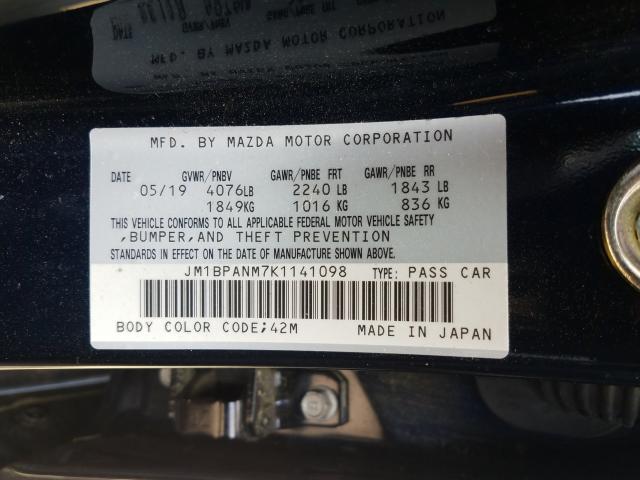 MFD. BY MAZDA MOTOR CORPORATION
DATE GVWR/PNBV GAWR/PNBE FRT GAWR/PNBE RR
05/19 4076LB 2240 LB 1843 LB
1849KG 1016 KG 836 KG
THIS VEHICLE CONFORMS TO ALL APPLICABLE FEDERAL MOTOR VEHICLE SAFETY
,BUMPER,AND THEFT PREVENTION
STANDARDS IN EFFECT ON THE DATE OF MANUFACTURE SHOWN ABOVE.
JM1BPANM7K1141098 TYPE: PASS CAR
BODY COLOR CODE;42M MADE IN JAPAN